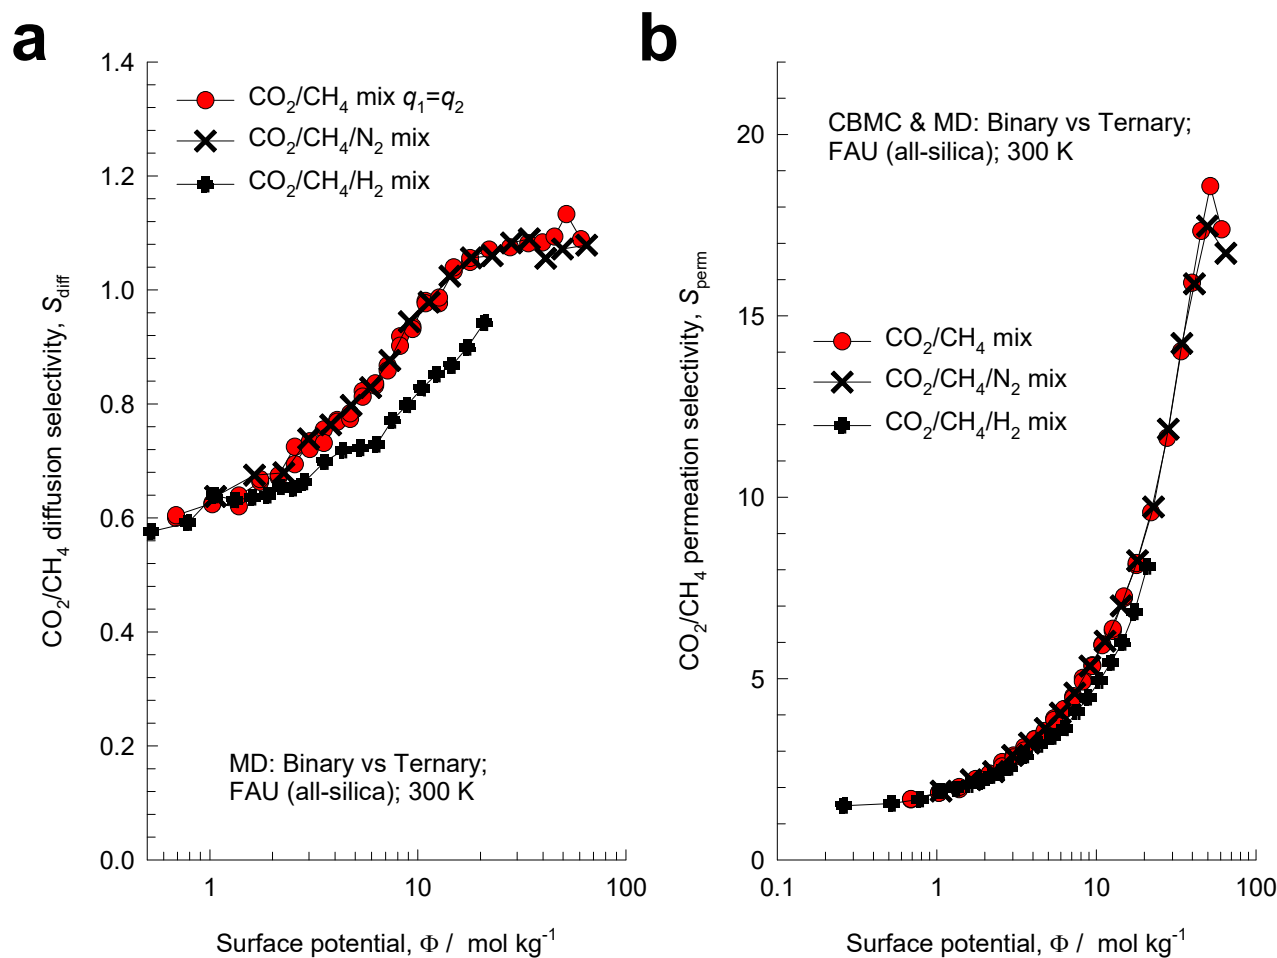 a
CO₂/CH₄ diffusion selectivity, S_diff
1.4
1.2
1.0
0.8
0.6
0.4
0.2
0.0
CO₂/CH₄ mix q₁=q₂
CO₂/CH₄/N₂ mix
CO₂/CH₄/H₂ mix
MD: Binary vs Ternary;
FAU (all-silica); 300 K
1
10
100
Surface potential, Φ / mol kg⁻¹
b
CO₂/CH₄ permeation selectivity, S_perm
20
15
10
5
0
CBMC & MD: Binary vs Ternary;
FAU (all-silica); 300 K
CO₂/CH₄ mix
CO₂/CH₄/N₂ mix
CO₂/CH₄/H₂ mix
0.1
1
10
100
Surface potential, Φ / mol kg⁻¹